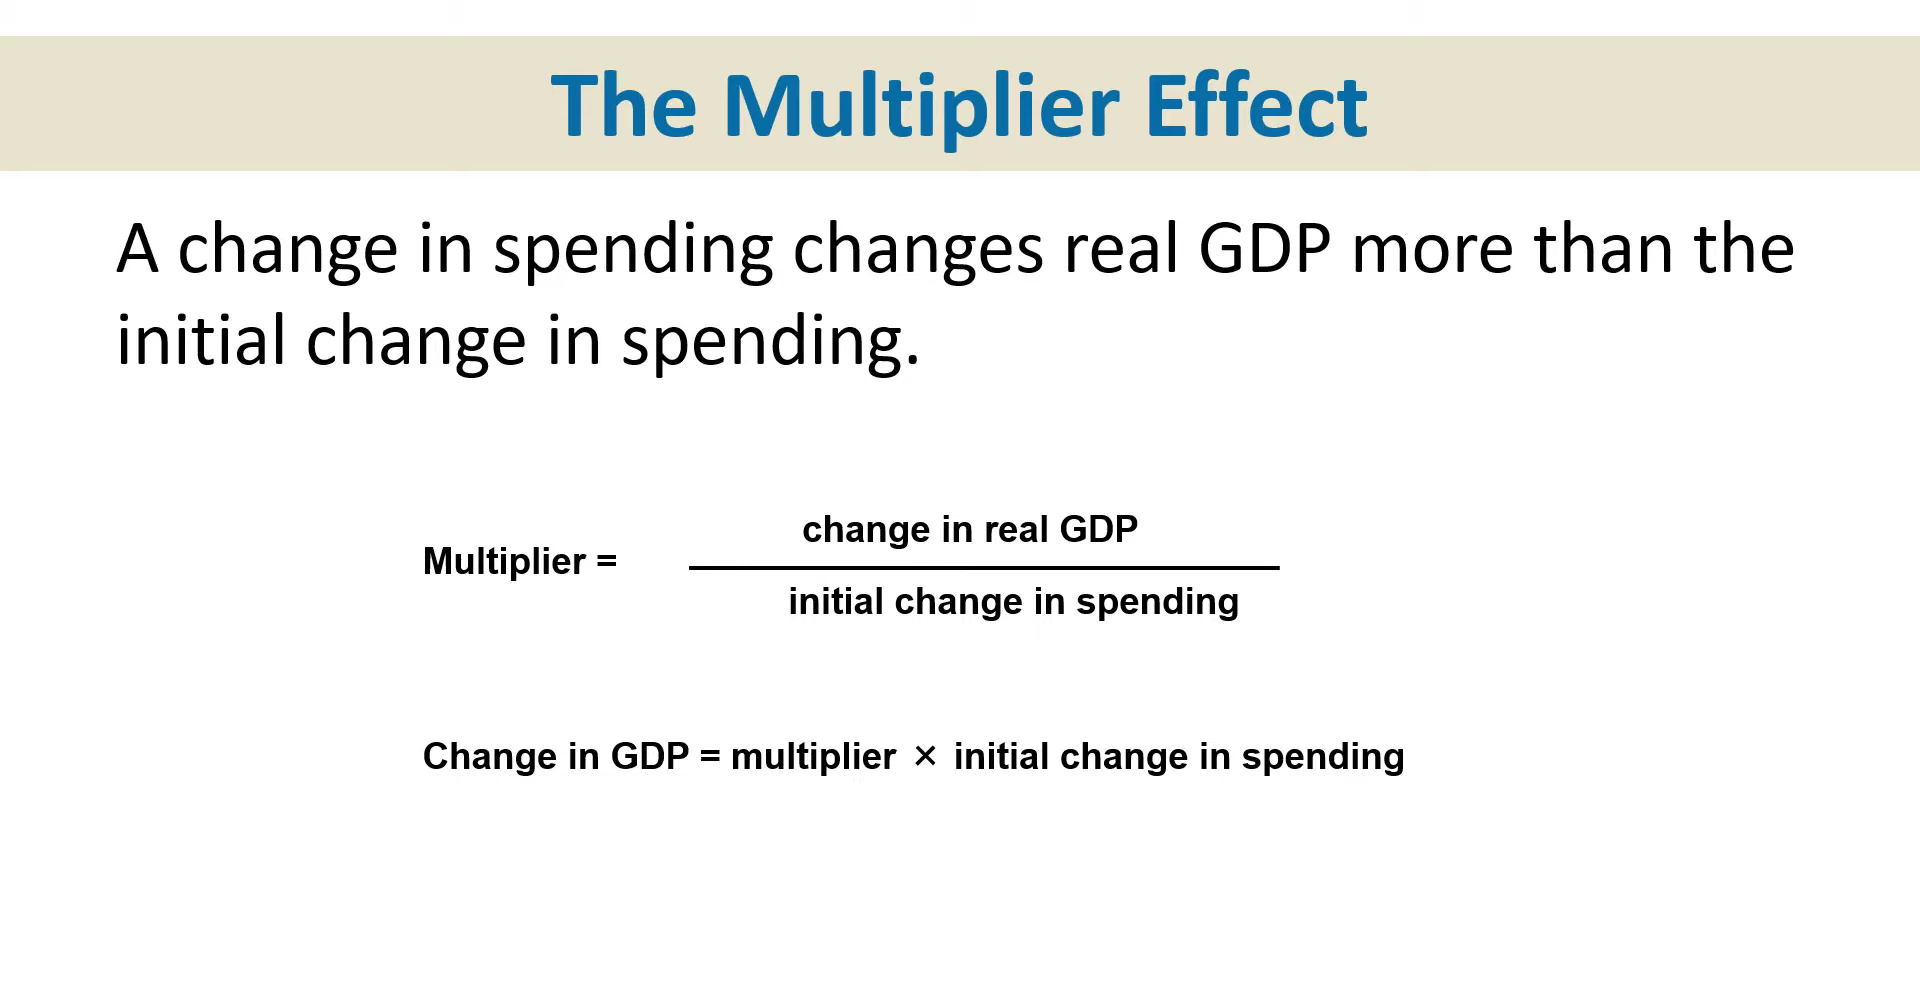 The Multiplier Effect
A change in spending changes real GDP more than the
initial change in spending.
Multiplier =
change in real GDP
initial change in spending
Change in GDP = multiplier × initial change in spending